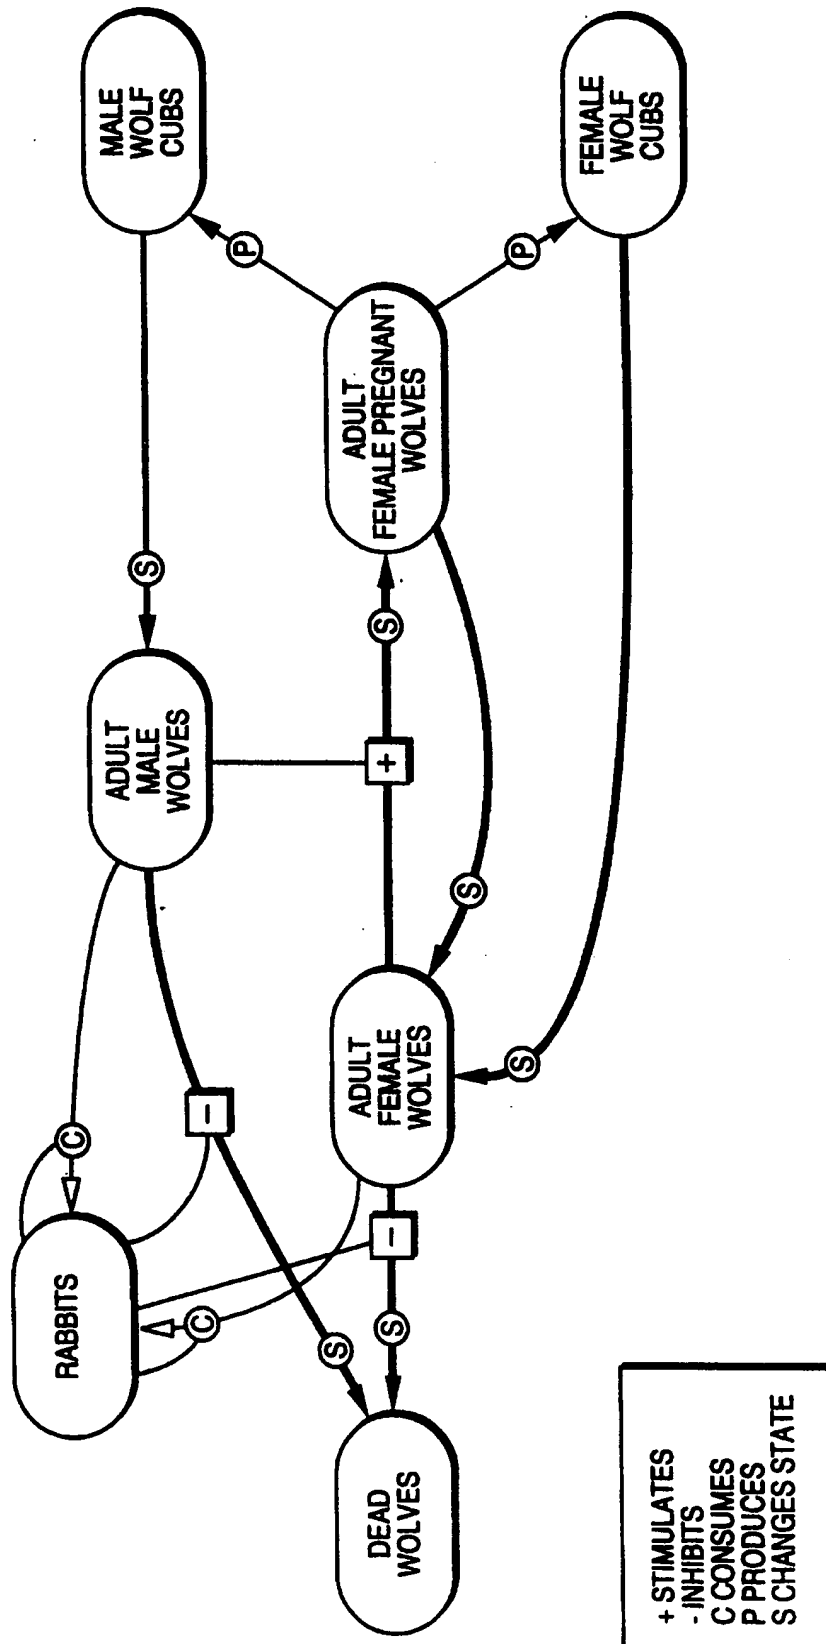 RABBITS
C
C
-
-
S
S
DEAD
WOLVES
ADULT
MALE
WOLVES
ADULT
FEMALE
WOLVES
+
S
S
S
S
ADULT
FEMALE PREGNANT
WOLVES
P
P
MALE
WOLF
CUBS
FEMALE
WOLF
CUBS
+ STIMULATES
- INHIBITS
C CONSUMES
P PRODUCES
S CHANGES STATE